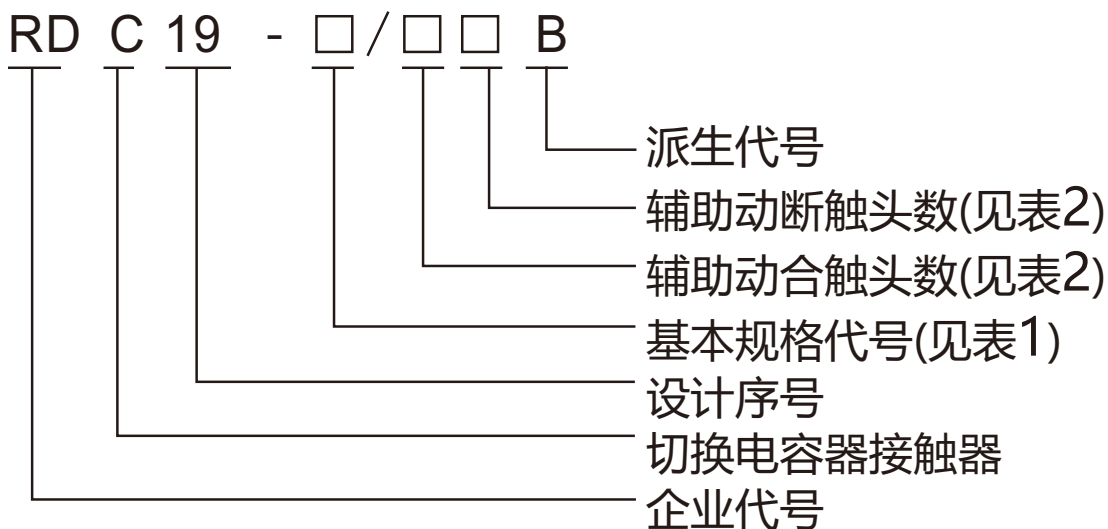 RD C 19 - □/□ □ B
派生代号
辅助动断触头数(见表2)
辅助动合触头数(见表2)
基本规格代号(见表1)
设计序号
切换电容器接触器
企业代号